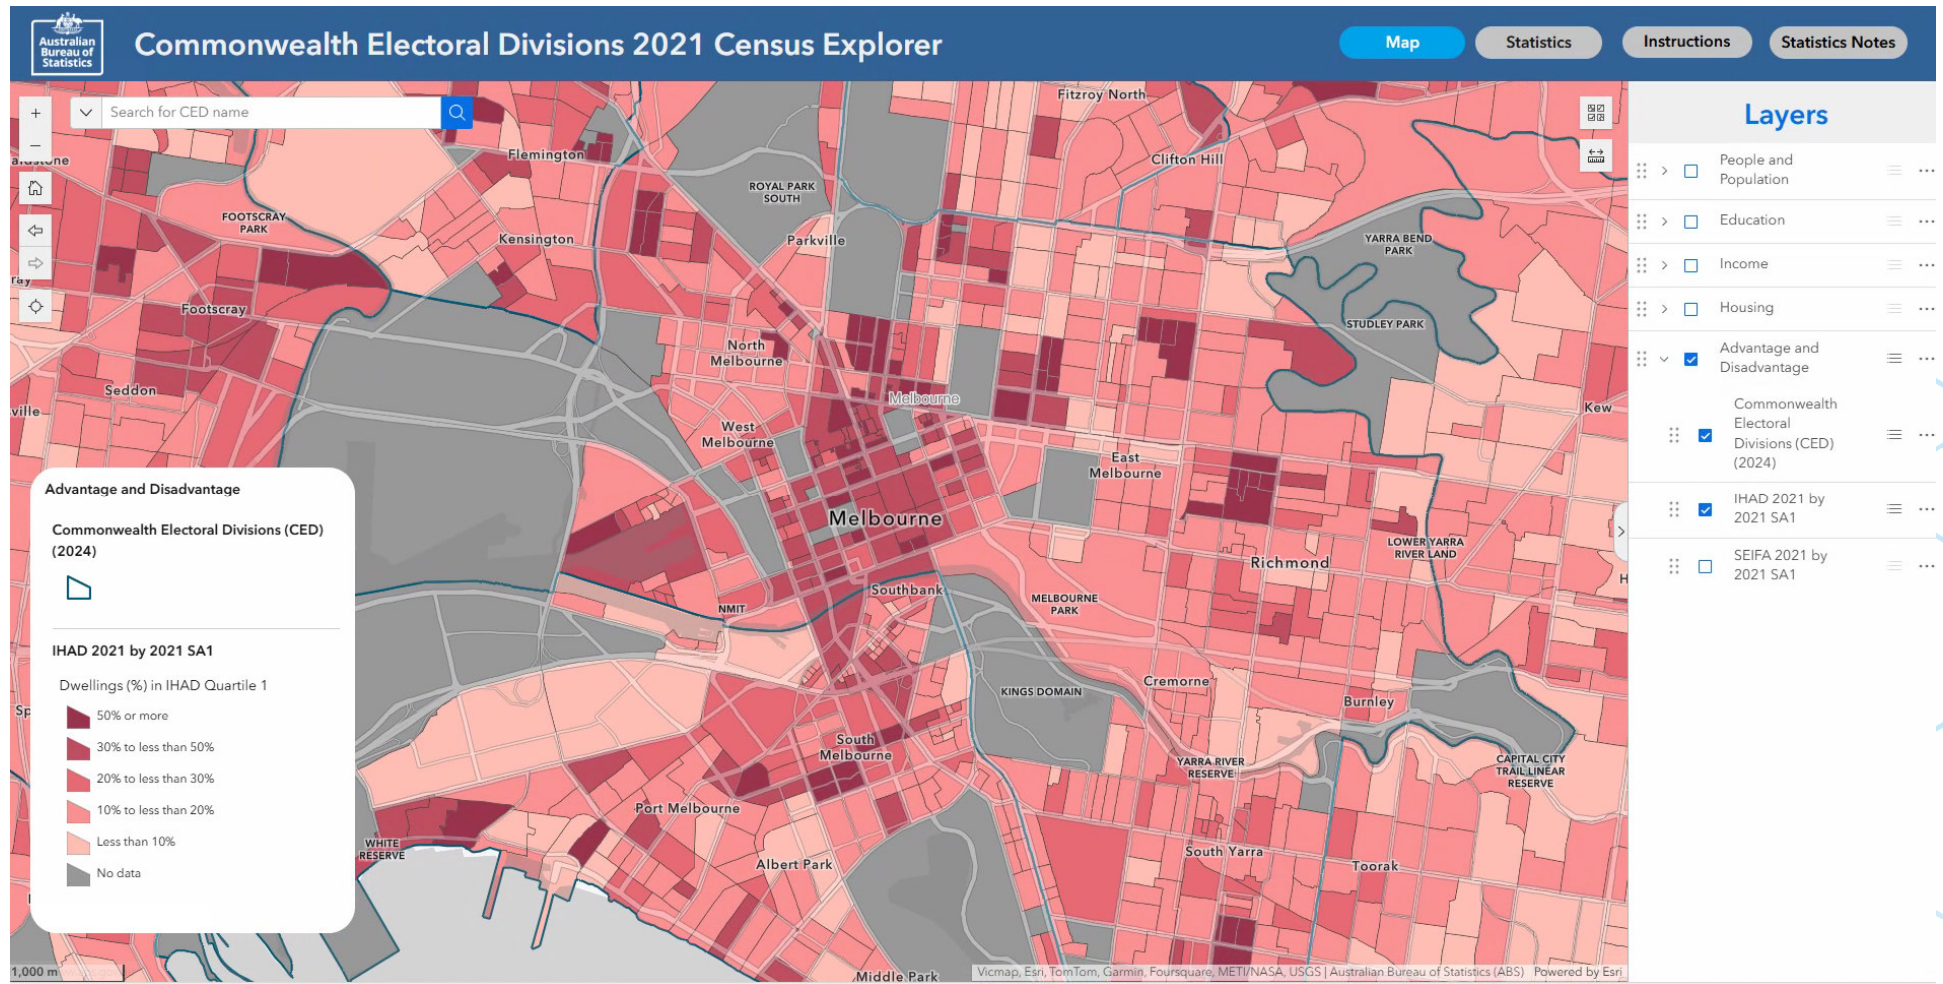 Australian
Bureau of
Statistics
Commonwealth Electoral Divisions 2021 Census Explorer
Map
Statistics
Instructions
Statistics Notes
+
Search for CED name
−
Fitzroy North
Flemington
Clifton Hill
ROYAL PARK
SOUTH
FOOTSCRAY
PARK
Kensington
Parkville
YARRA BEND
PARK
Footscray
STUDLEY PARK
North
Melbourne
Seddon
Melbourne
Kew
ville
West
Melbourne
East
Melbourne
Melbourne
LOWER YARRA
RIVER LAND
Richmond
Southbank
NMIT
MELBOURNE
PARK
KINGS DOMAIN
Cremorne
Burnley
South
Melbourne
YARRA RIVER
RESERVE
CAPITAL CITY
TRAIL LINEAR
RESERVE
Port Melbourne
WHITE
RESERVE
Albert Park
South Yarra
Toorak
Middle Park
1,000 m
Vicmap, Esri, TomTom, Garmin, Foursquare, METI/NASA, USGS | Australian Bureau of Statistics (ABS) Powered by Esri
Advantage and Disadvantage
Commonwealth Electoral Divisions (CED)
(2024)
IHAD 2021 by 2021 SA1
Dwellings (%) in IHAD Quartile 1
50% or more
30% to less than 50%
20% to less than 30%
10% to less than 20%
Less than 10%
No data
Layers
People and
Population
Education
Income
Housing
Advantage and
Disadvantage
Commonwealth
Electoral
Divisions (CED)
(2024)
IHAD 2021 by
2021 SA1
SEIFA 2021 by
2021 SA1